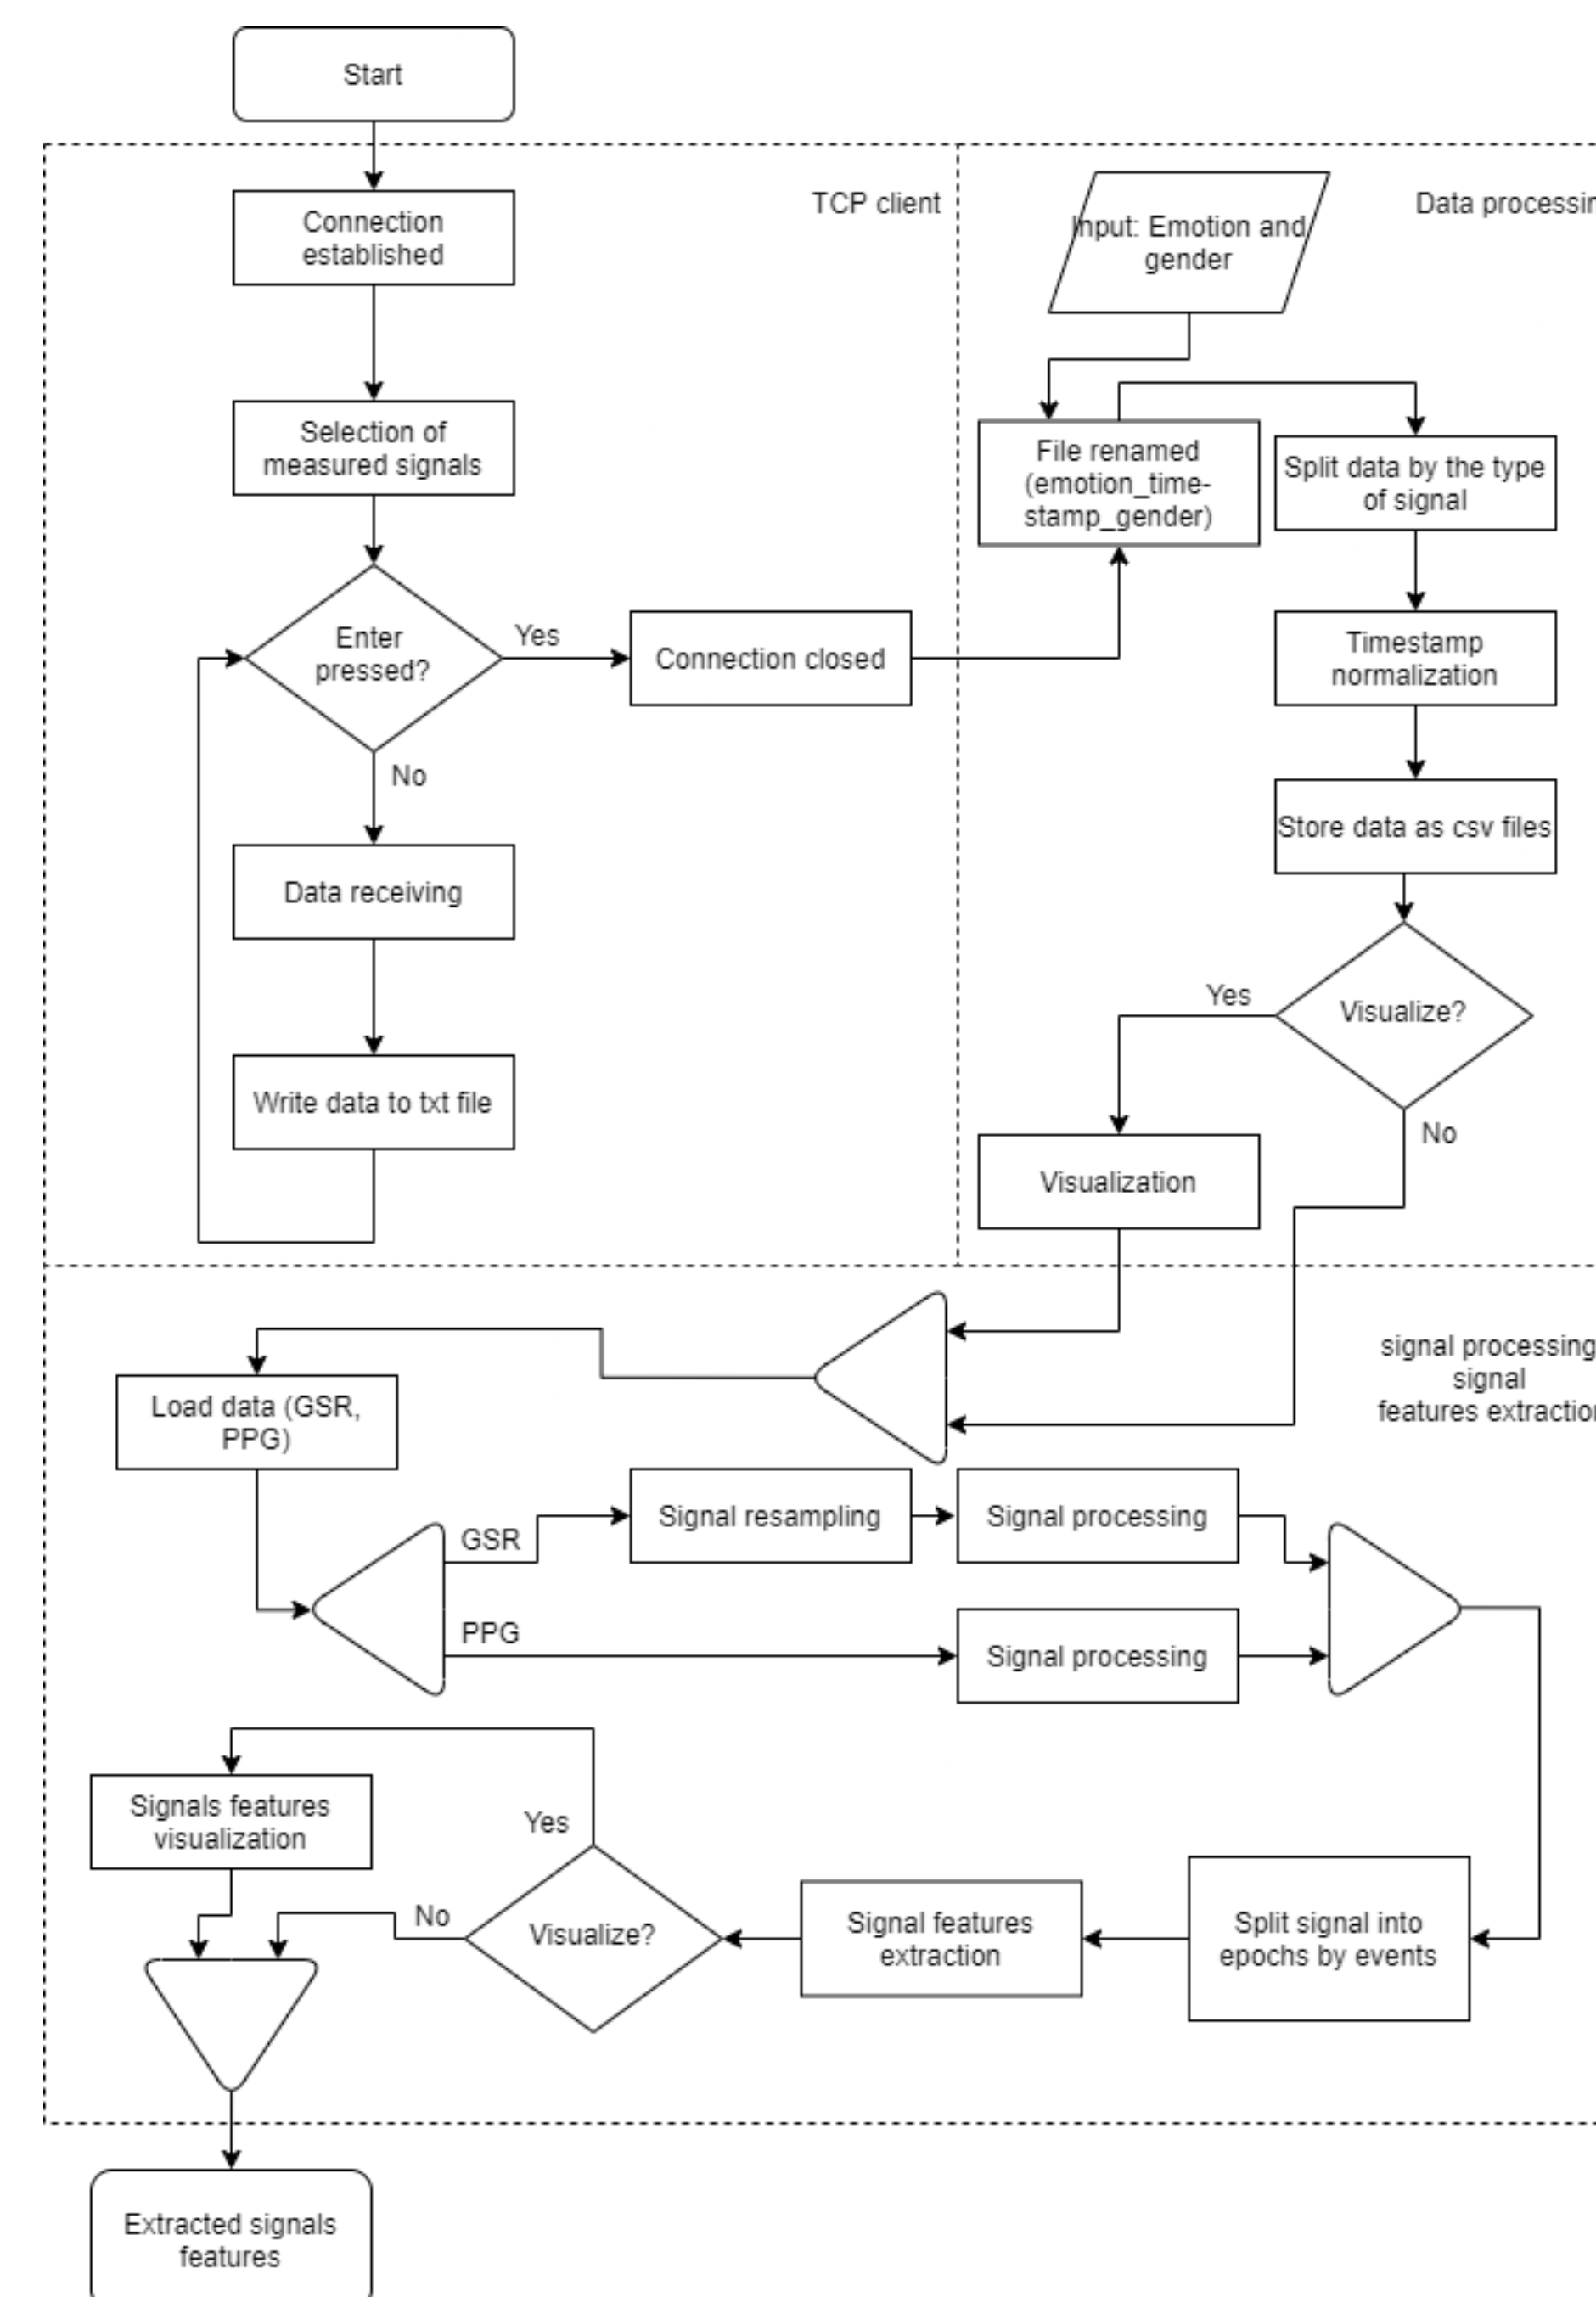 Start
TCP client
Connection
established
Selection of
measured signals
Enter
pressed?
Yes
No
Connection closed
Data receiving
Write data to txt file
Data processin
Input: Emotion and
gender
File renamed
(emotion_time-
stamp_gender)
Split data by the type
of signal
Timestamp
normalization
Store data as csv files
Visualize?
Yes
No
Visualization
signal processing
signal
features extraction
Load data (GSR,
PPG)
GSR
Signal resampling
Signal processing
PPG
Signal processing
Split signal into
epochs by events
Signal features
extraction
Visualize?
Yes
No
Signals features
visualization
Extracted signals
features